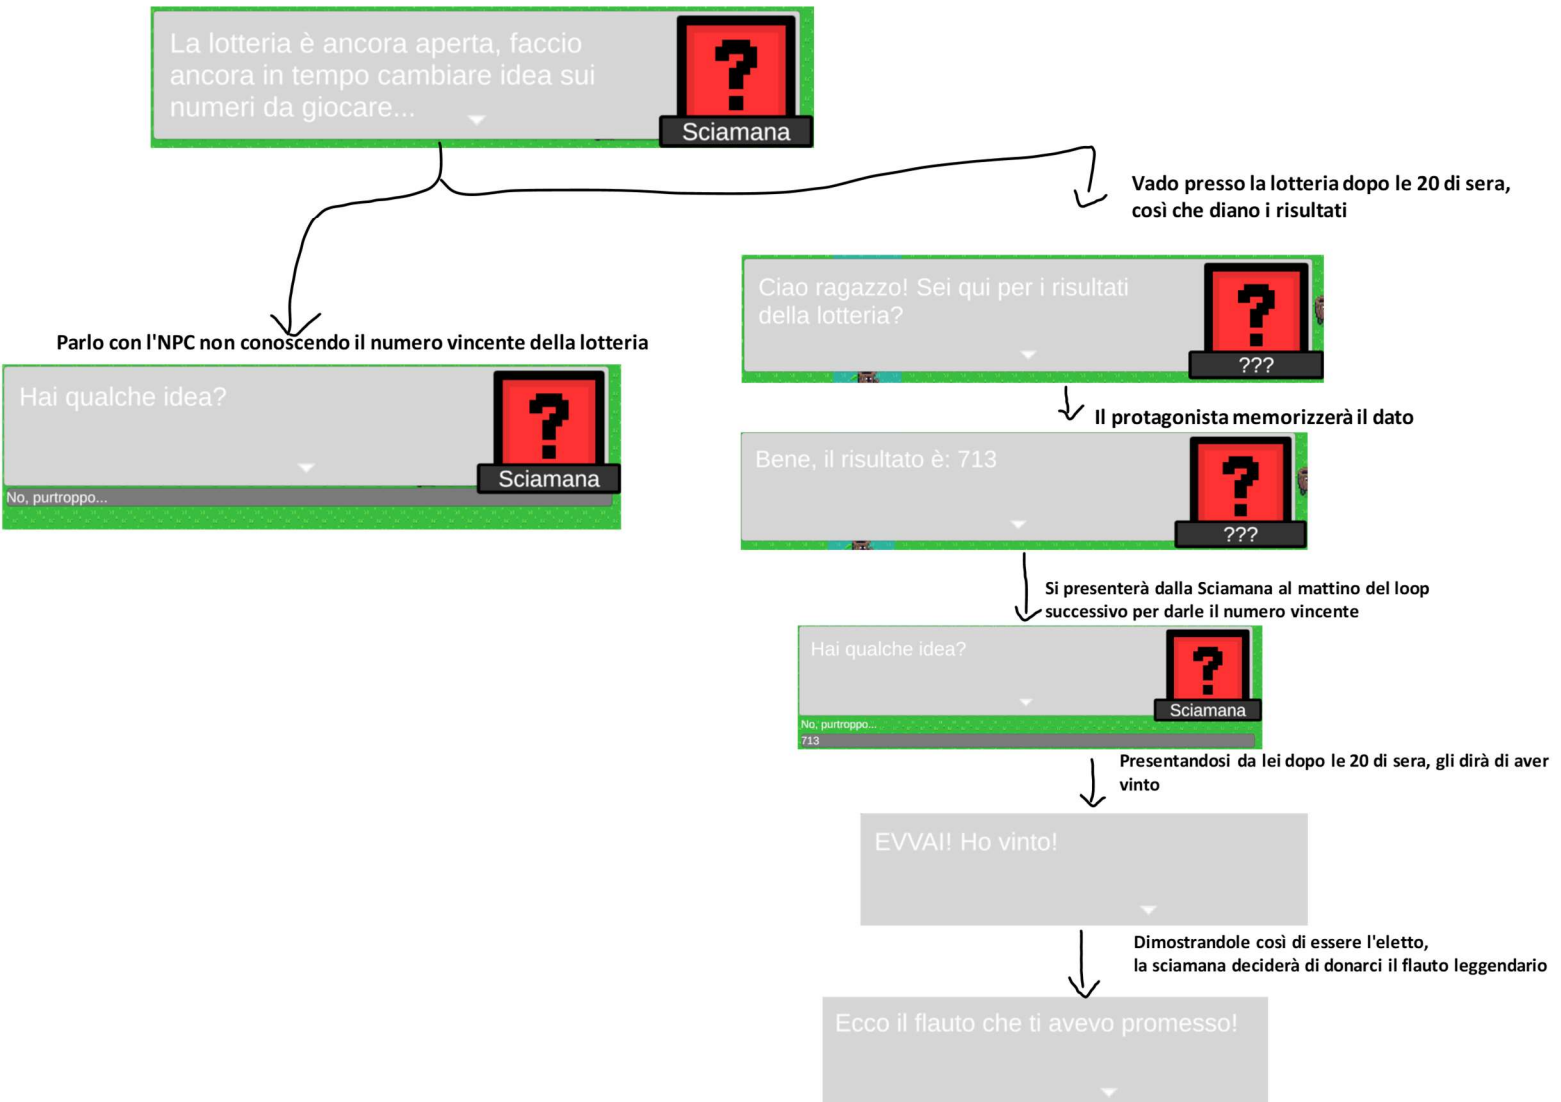 La lotteria è ancora aperta, faccio
ancora in tempo cambiare idea sui
numeri da giocare...
Sciamana
Vado presso la lotteria dopo le 20 di sera,
così che diano i risultati
Parlo con l'NPC non conoscendo il numero vincente della lotteria
Hai qualche idea?
Sciamana
No, purtroppo...
Ciao ragazzo! Sei qui per i risultati
della lotteria?
???
Il protagonista memorizzerà il dato
Bene, il risultato è: 713
???
Si presenterà dalla Sciamana al mattino del loop
successivo per darle il numero vincente
Hai qualche idea?
Sciamana
No, purtroppo...
713
Presentandosi da lei dopo le 20 di sera, gli dirà di aver
vinto
EVVAI! Ho vinto!
Dimostrandole così di essere l'eletto,
la sciamana deciderà di donarci il flauto leggendario
Ecco il flauto che ti avevo promesso!